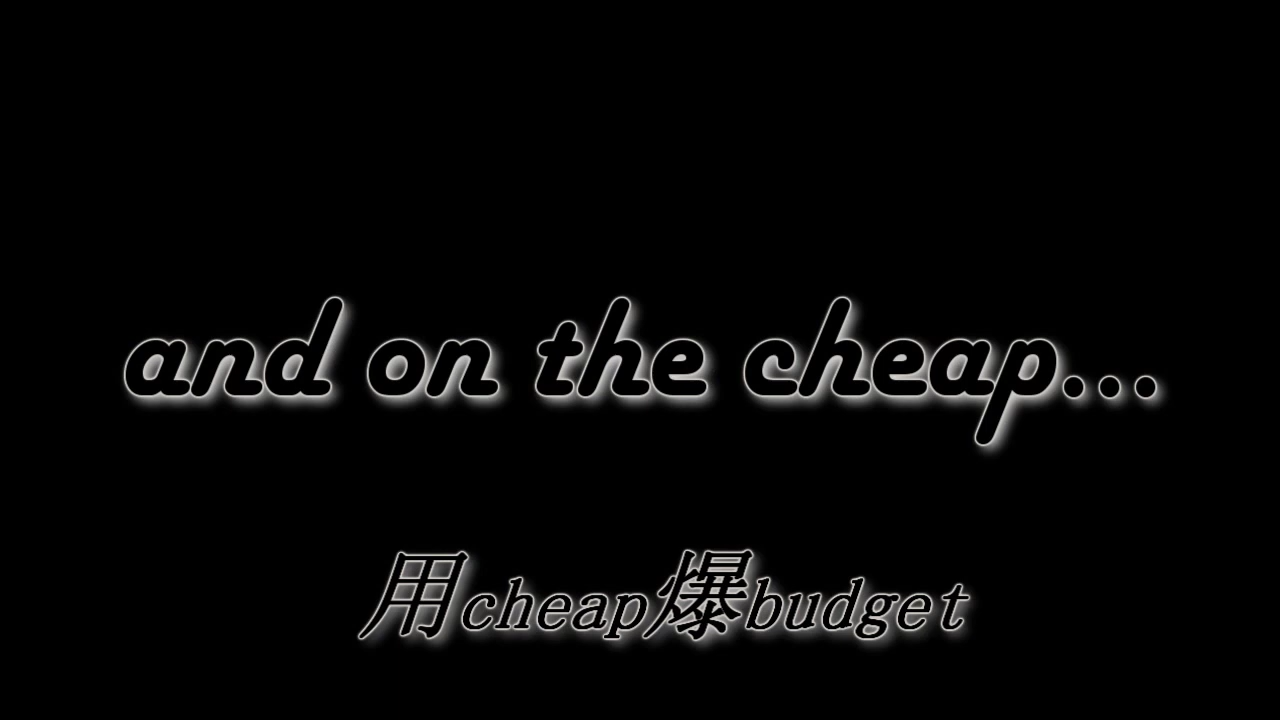 and on the cheap...
用cheap爆budget